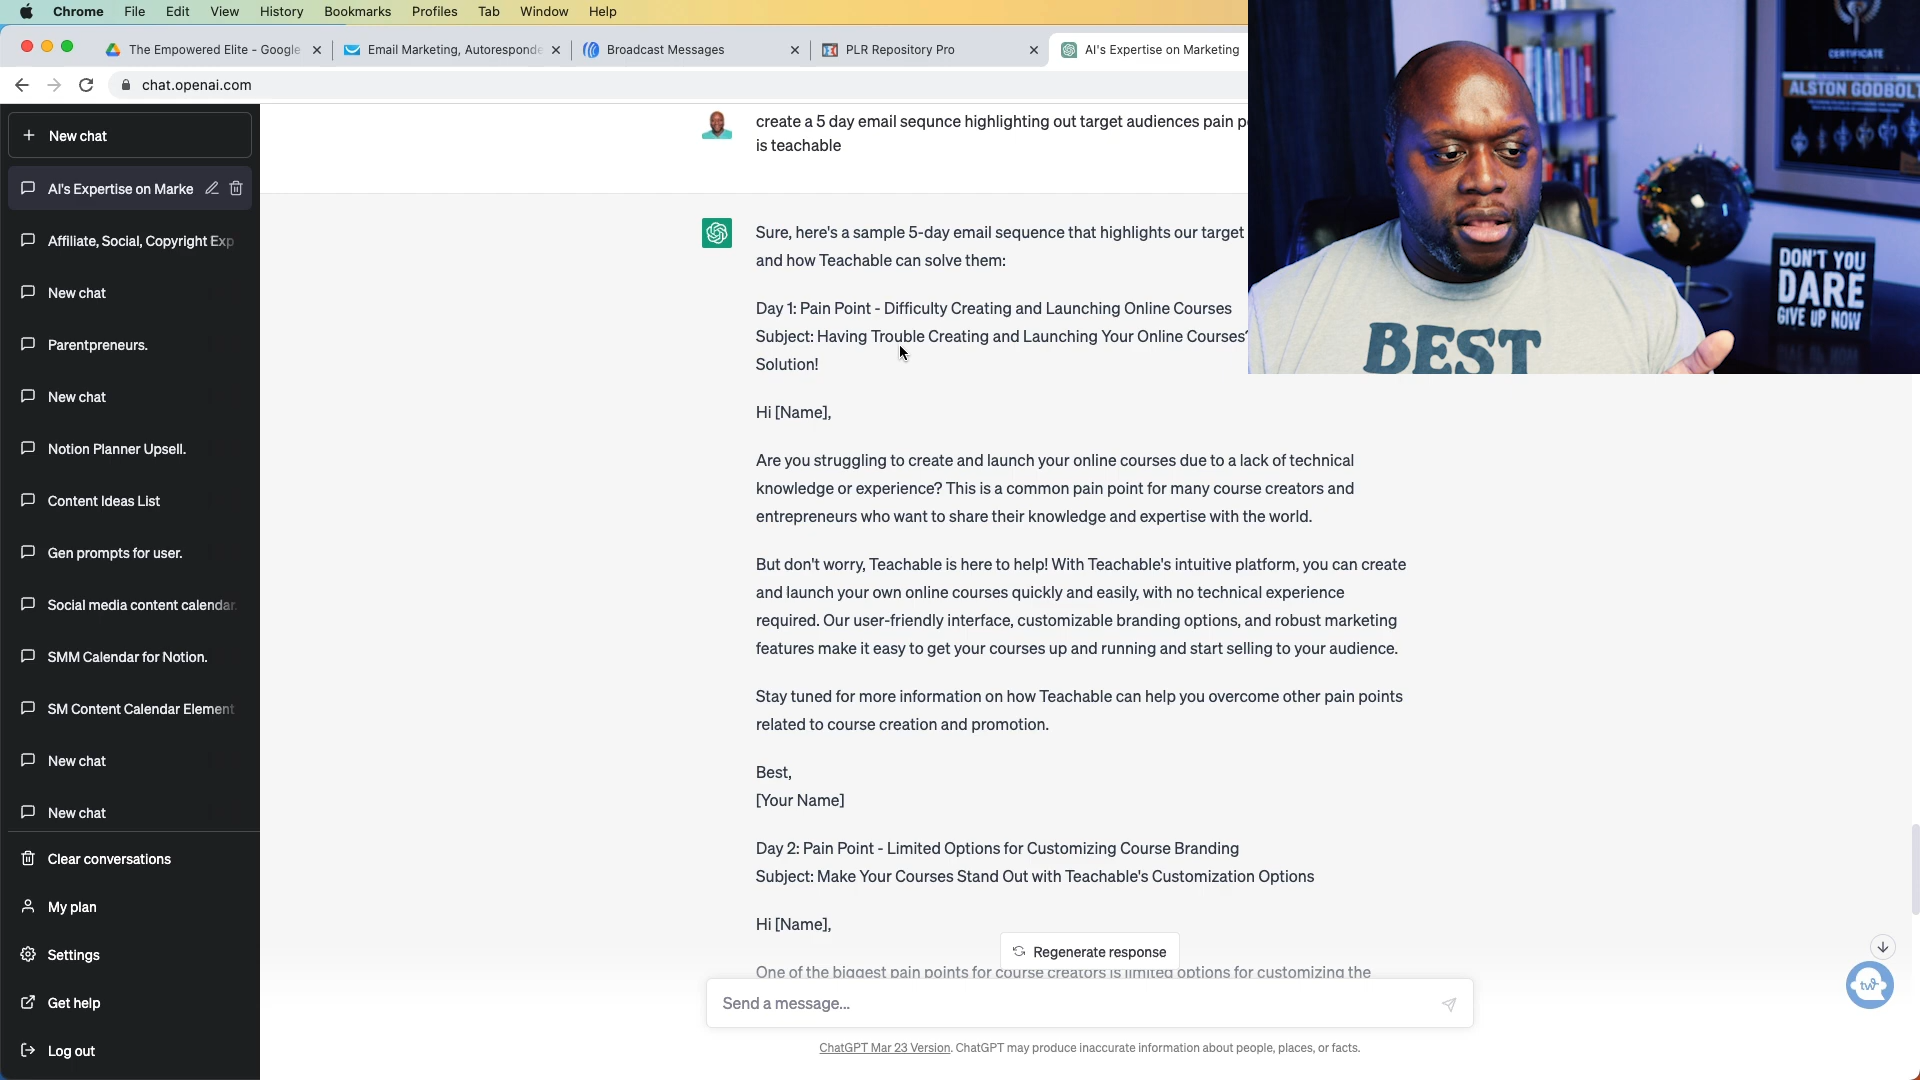 Chrome File Edit View History Bookmarks Profiles Tab Window Help
The Empowered Elite - Google
Email Marketing, Autoresponde
Broadcast Messages
PLR Repository Pro
AI's Expertise on Marketing
chat.openai.com
New chat
AI's Expertise on Marke
Affiliate, Social, Copyright Exp
New chat
Parentpreneurs.
New chat
Notion Planner Upsell.
Content Ideas List
Gen prompts for user.
Social media content calendar.
SMM Calendar for Notion.
SM Content Calendar Element
New chat
New chat
Clear conversations
My plan
Settings
Get help
Log out
create a 5 day email sequnce highlighting out target audiences pain
is teachable
Sure, here's a sample 5-day email sequence that highlights our target
and how Teachable can solve them:
Day 1: Pain Point - Difficulty Creating and Launching Online Courses
Subject: Having Trouble Creating and Launching Your Online Courses?
Solution!
Hi [Name],
Are you struggling to create and launch your online courses due to a lack of technical
knowledge or experience? This is a common pain point for many course creators and
entrepreneurs who want to share their knowledge and expertise with the world.
But don't worry, Teachable is here to help! With Teachable's intuitive platform, you can create
and launch your own online courses quickly and easily, with no technical experience
required. Our user-friendly interface, customizable branding options, and robust marketing
features make it easy to get your courses up and running and start selling to your audience.
Stay tuned for more information on how Teachable can help you overcome other pain points
related to course creation and promotion.
Best,
[Your Name]
Day 2: Pain Point - Limited Options for Customizing Course Branding
Subject: Make Your Courses Stand Out with Teachable's Customization Options
Hi [Name],
Regenerate response
One of the biggest pain points for course creators is limited options for customizing the
Send a message...
ChatGPT Mar 23 Version. ChatGPT may produce inaccurate information about people, places, or facts.
CERTIFICATE
ALSTON GODBOLT
DON'T YOU
DARE
GIVE UP NOW
BEST